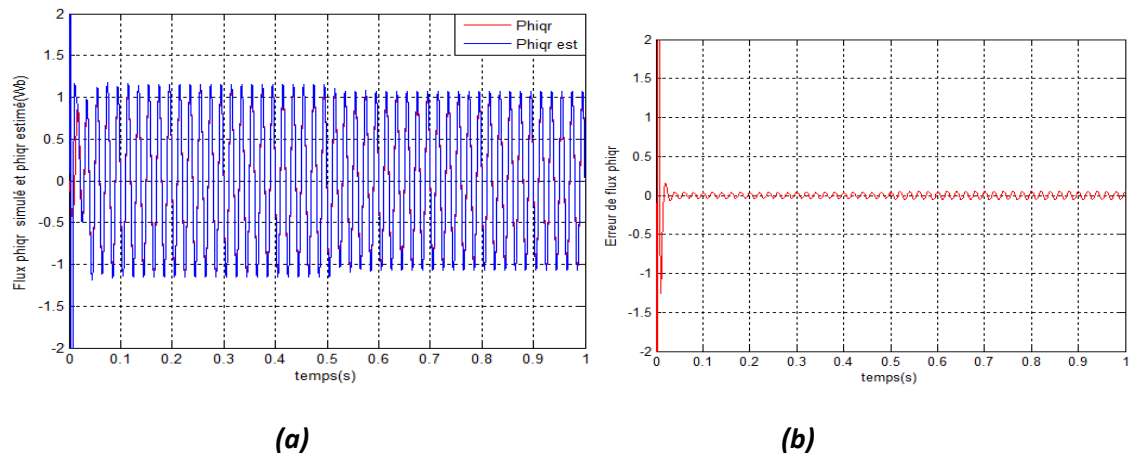 Flux phiqr simulé et phiqr estimé(Wb)
2
1.5
1
0.5
0
-0.5
-1
-1.5
-2
Phiqr
Phiqr est
0 0.1 0.2 0.3 0.4 0.5 0.6 0.7 0.8 0.9 1
temps(s)
(a)
Erreur de flux phiqr
2
1.5
1
0.5
0
-0.5
-1
-1.5
-2
0 0.1 0.2 0.3 0.4 0.5 0.6 0.7 0.8 0.9 1
temps(s)
(b)